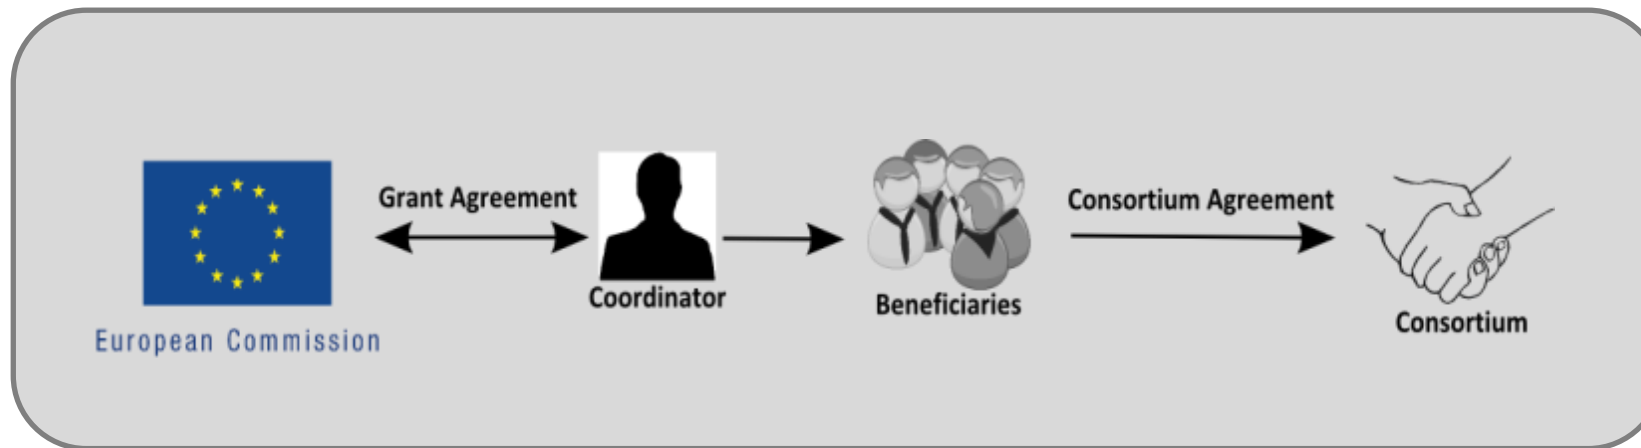 Grant Agreement
Consortium Agreement
Coordinator
Beneficiaries
Consortium
European Commission